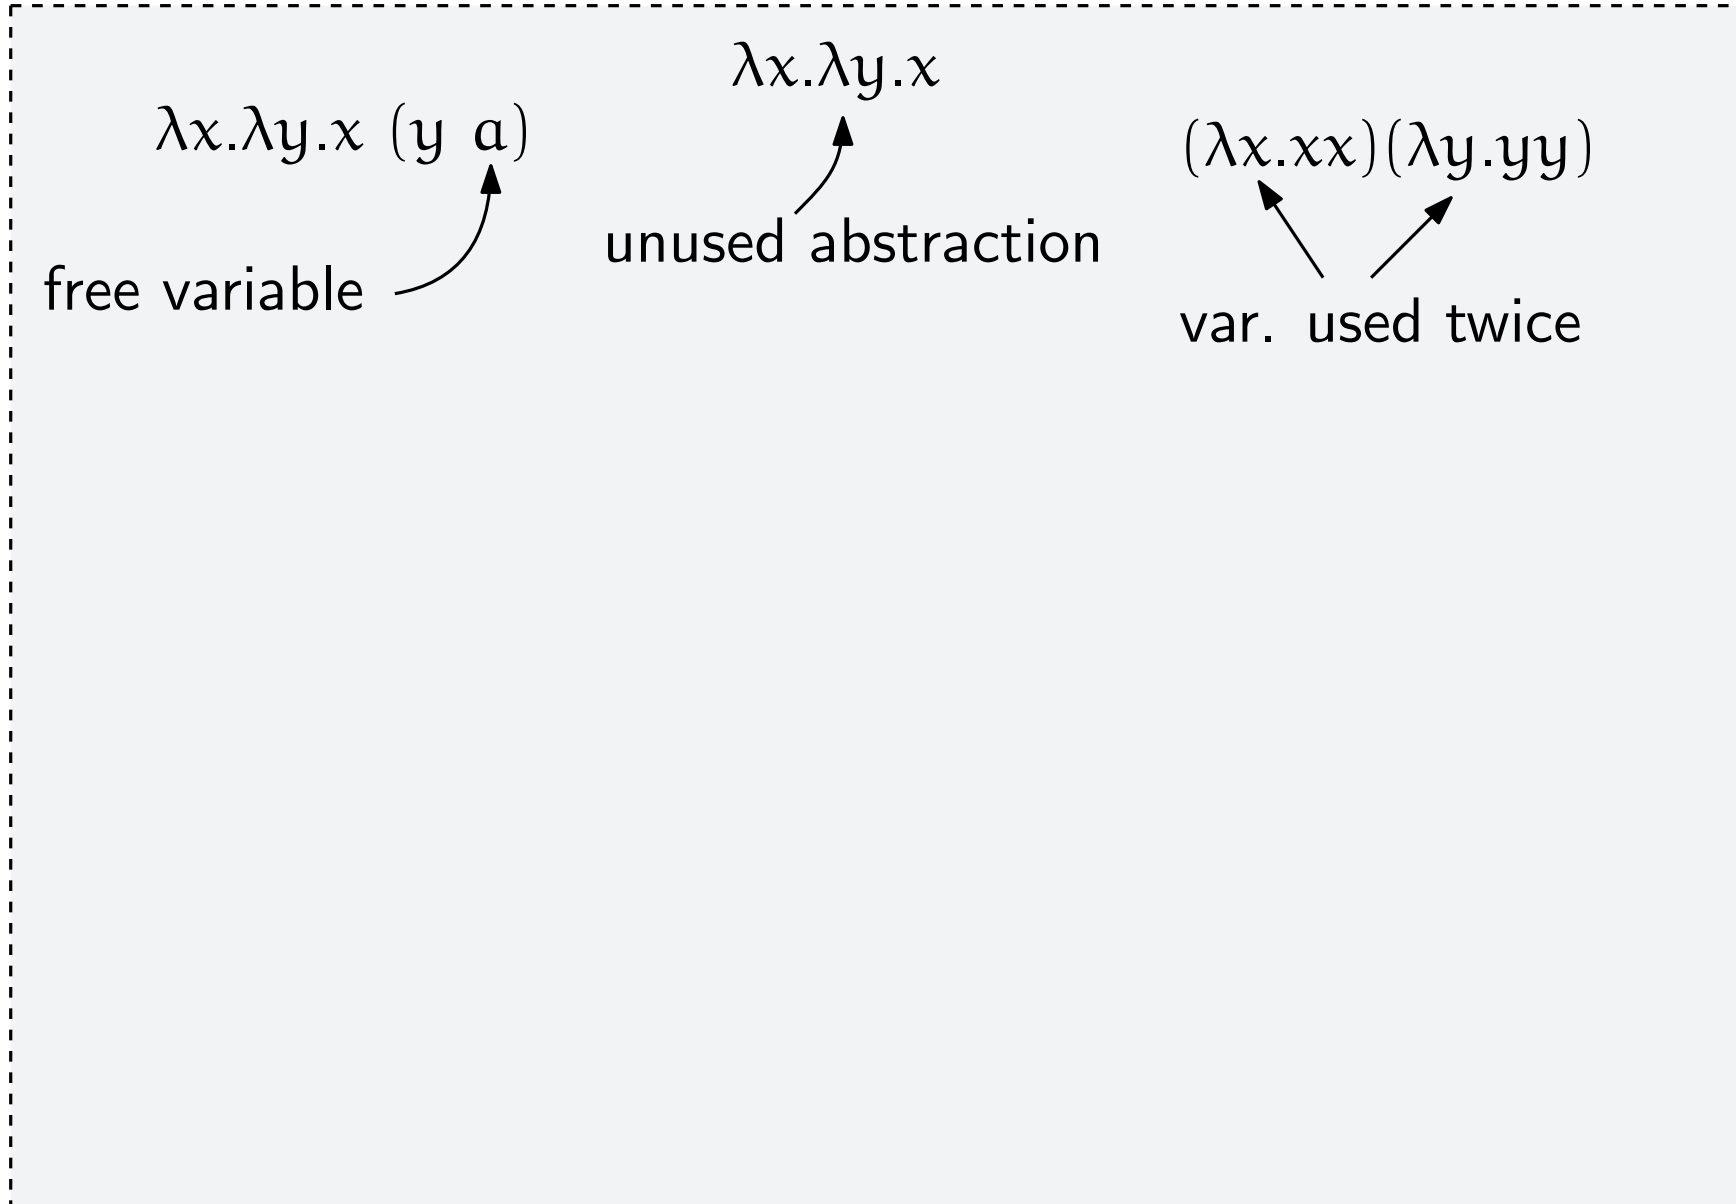 λx.λy.x
λx.λy.x (y a)
(λx.xx)(λy.yy)
unused abstraction
free variable
var. used twice